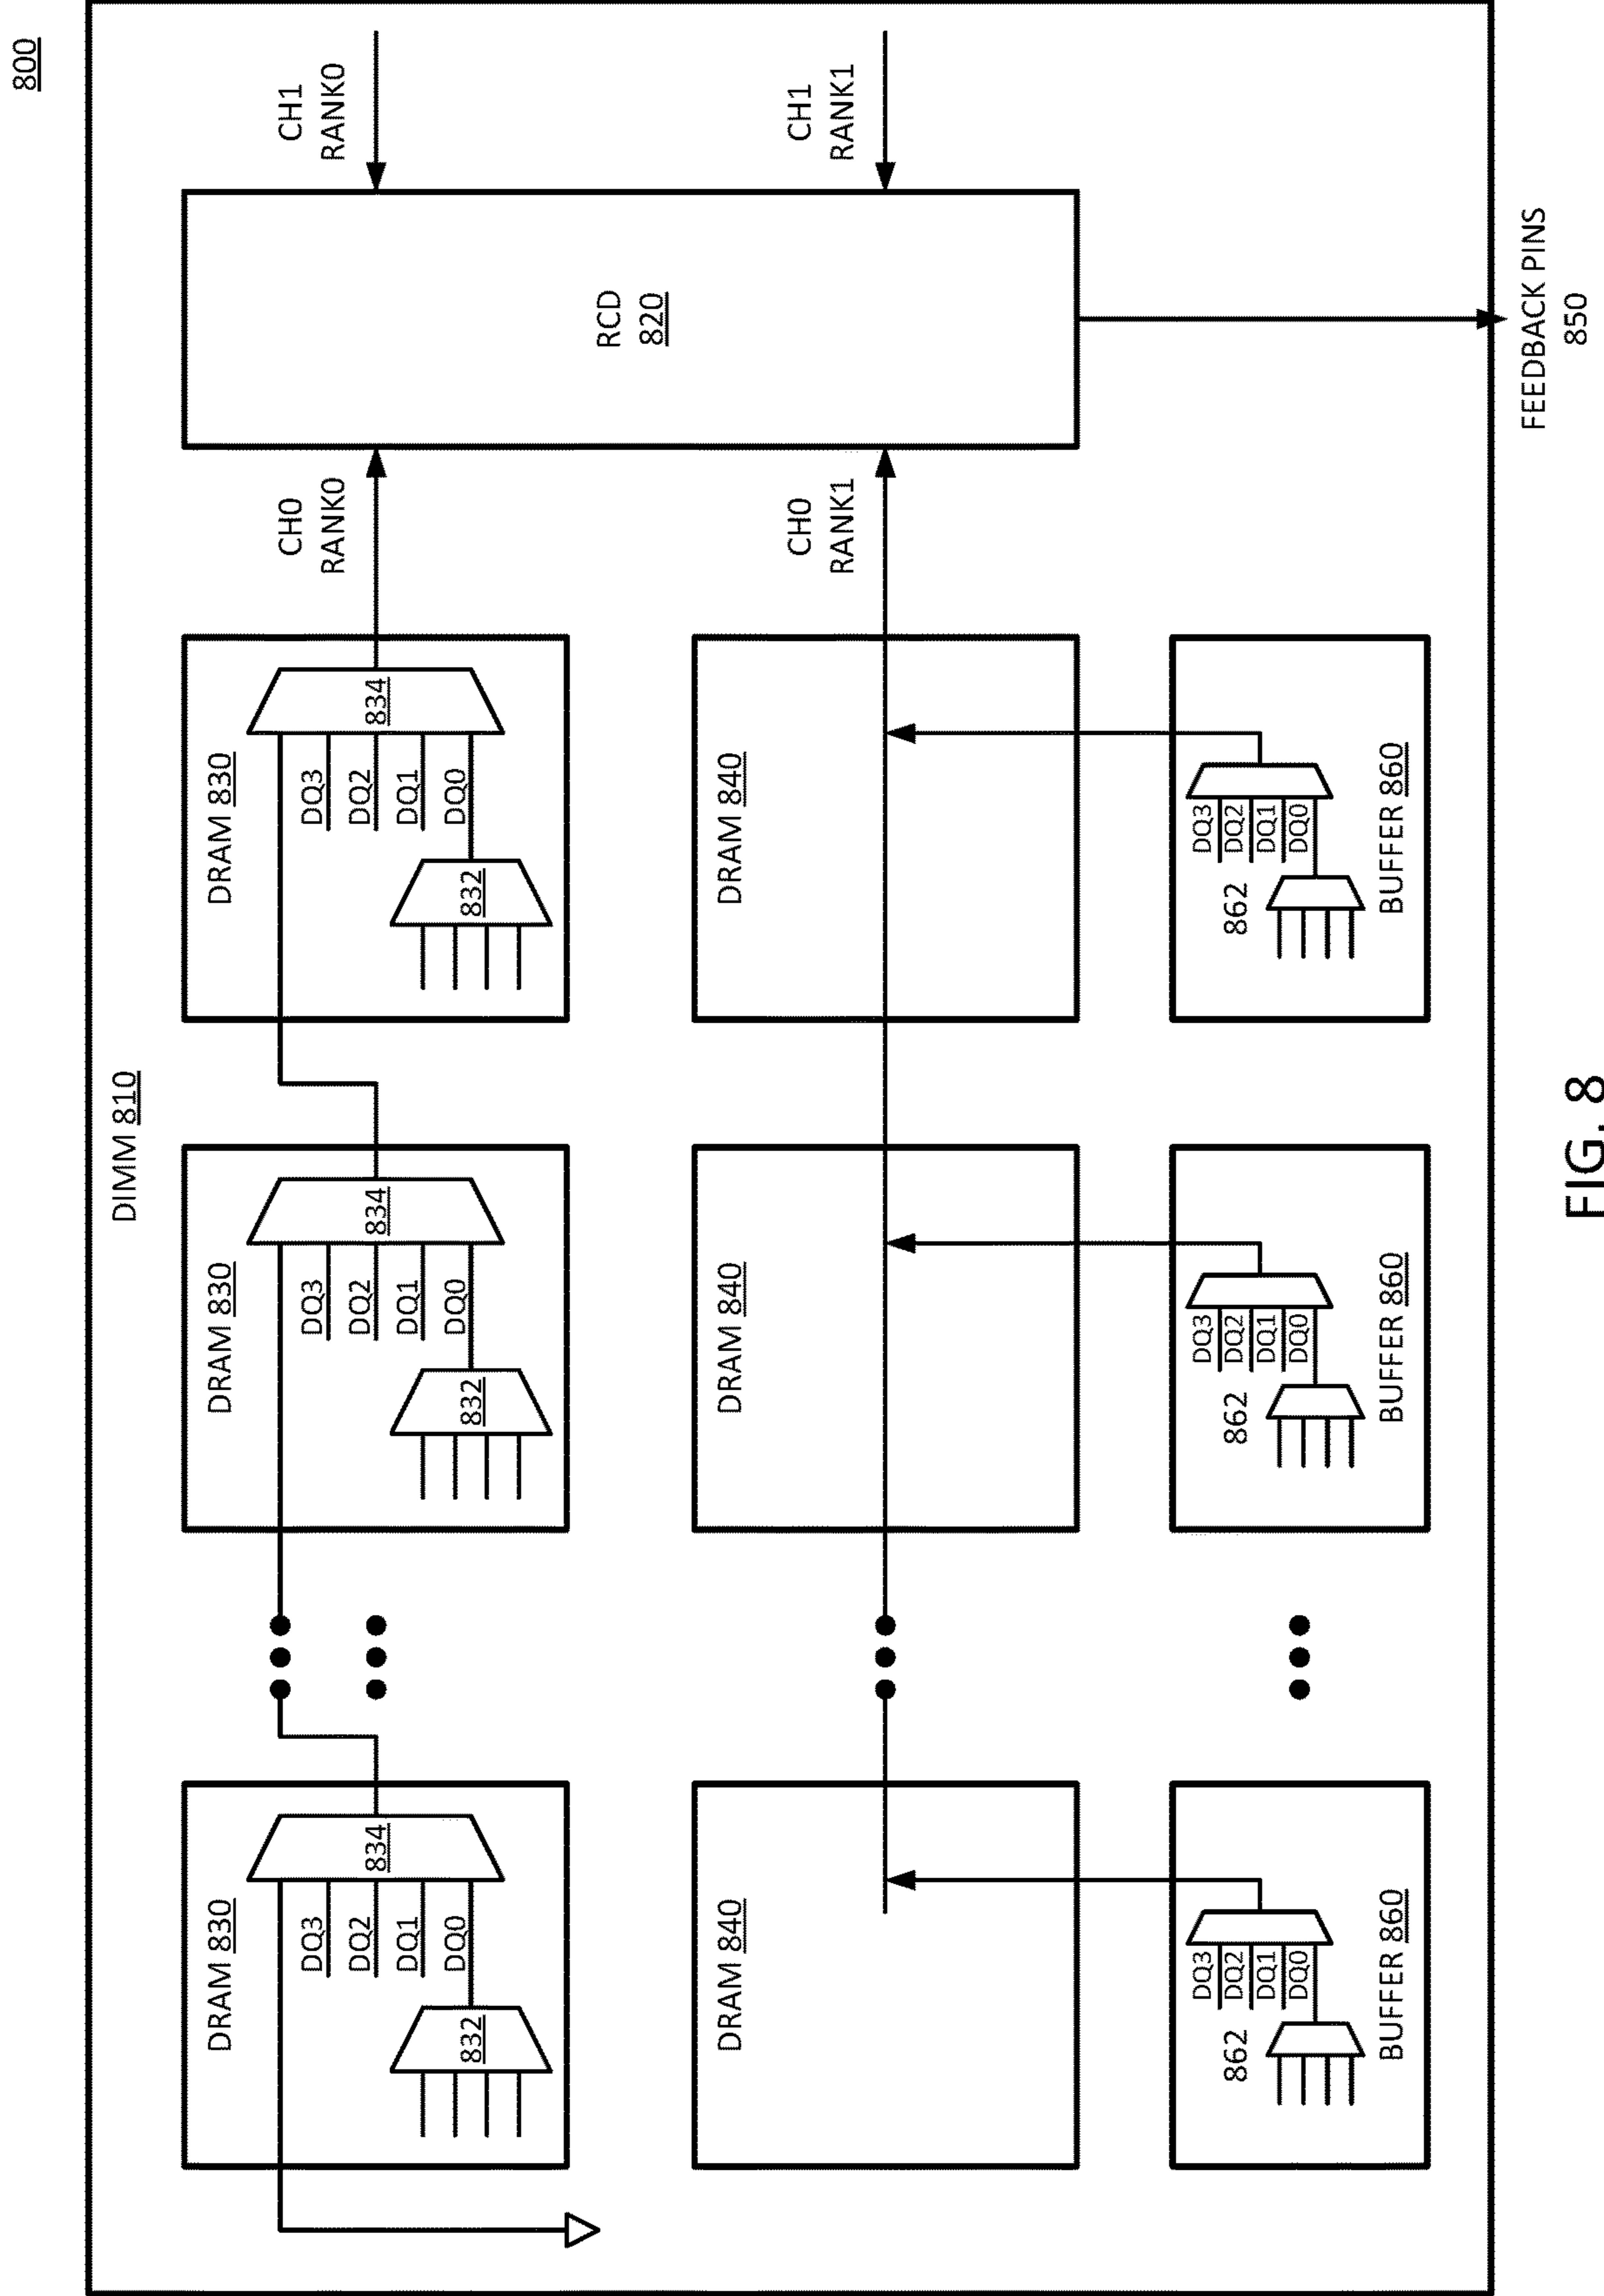 800
DIMM 810
DRAM 830
DQ3
DQ2
DQ1
DQ0
834
832
DRAM 830
DQ3
DQ2
DQ1
DQ0
834
832
DRAM 830
DQ3
DQ2
DQ1
DQ0
834
832
CH0
RANK0
RCD
820
CH1
RANK0
DRAM 840
DRAM 840
DRAM 840
CH0
RANK1
CH1
RANK1
DQ3
DQ2
DQ1
DQ0
862
BUFFER 860
DQ3
DQ2
DQ1
DQ0
862
BUFFER 860
DQ3
DQ2
DQ1
DQ0
862
BUFFER 860
FEEDBACK PINS
850
FIG. 8